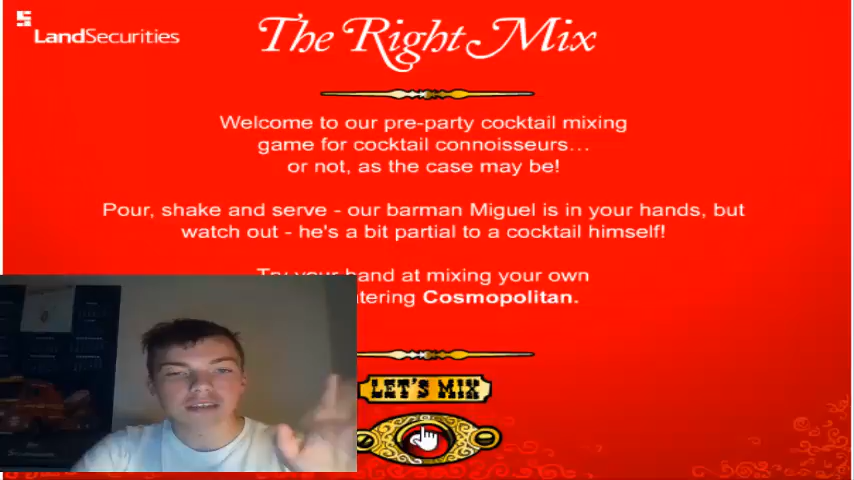 LandSecurities
The Right Mix
Welcome to our pre-party cocktail mixing
game for cocktail connoisseurs...
or not, as the case may be!
Pour, shake and serve - our barman Miguel is in your hands, but
watch out - he's a bit partial to a cocktail himself!
Try your hand at mixing your own
Cosmopolitan.
LET'S MIX